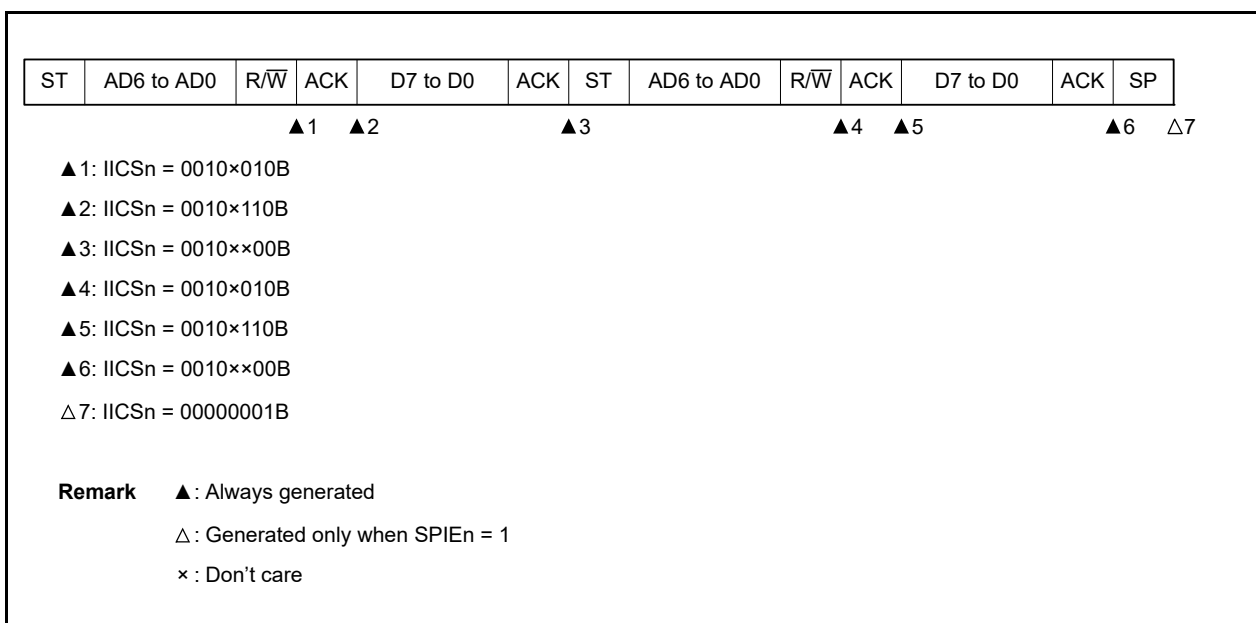 ST AD6 to AD0 R/W̅ ACK D7 to D0 ACK ST AD6 to AD0 R/W̅ ACK D7 to D0 ACK SP
▲1 ▲2 ▲3 ▲4 ▲5 ▲6 △7
▲1: IICSn = 0010×010B
▲2: IICSn = 0010×110B
▲3: IICSn = 0010××00B
▲4: IICSn = 0010×010B
▲5: IICSn = 0010×110B
▲6: IICSn = 0010××00B
△7: IICSn = 00000001B
Remark ▲: Always generated
△: Generated only when SPIEn = 1
×: Don’t care